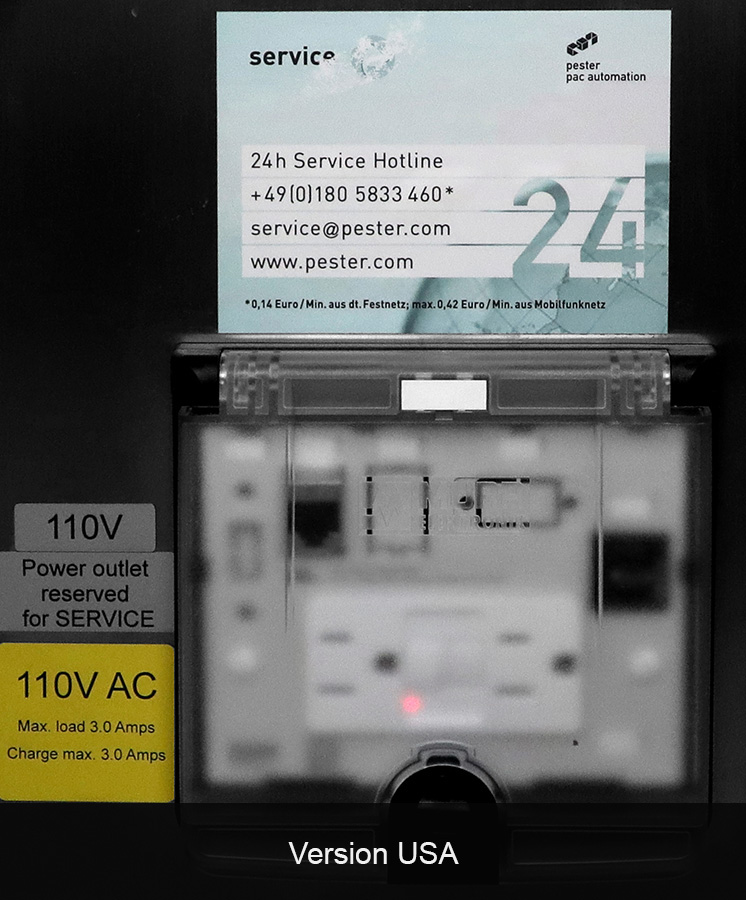 service
pester
pac automation
24h Service Hotline
+49(0)180 5833 460*
service@pester.com
www.pester.com
24
*0,14 Euro/Min. aus dt. Festnetz; max. 0,42 Euro/Min. aus Mobilfunknetz
110V
Power outlet
reserved
for SERVICE
110V AC
Max. load 3.0 Amps
Charge max. 3.0 Amps
Version USA